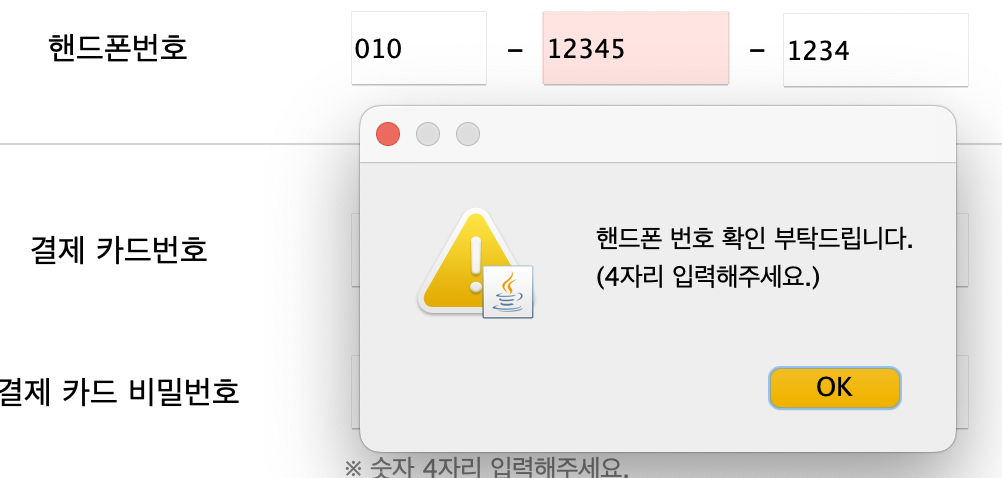 핸드폰번호 010 - 12345 - 1234
핸드폰 번호 확인 부탁드립니다.
(4자리 입력해주세요.)
결제 카드번호
OK
결제 카드 비밀번호
※ 숫자 4자리 입력해주세요.